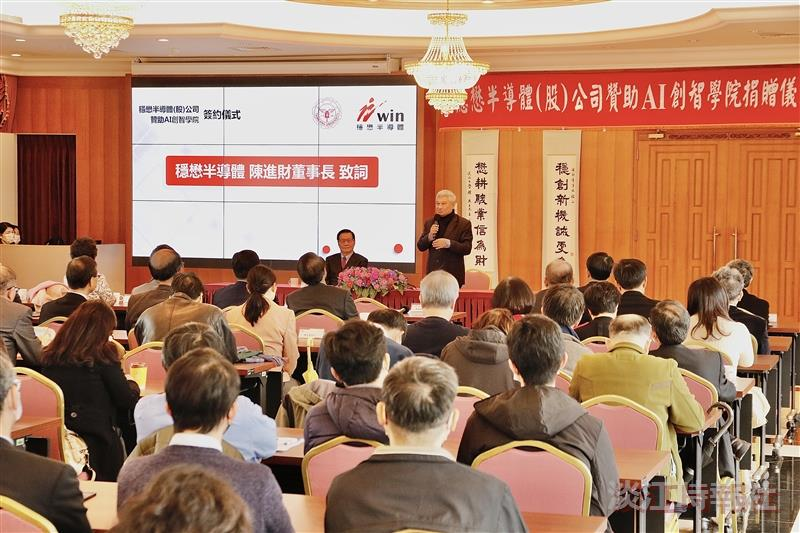 穩懋半導體(股)公司
贊助AI創智學院 簽約儀式
win
穩懋半導體
穩懋半導體 陳進財董事長 致詞
穩懋半導體(股)公司贊助AI創智學院捐贈儀
懋耕駿業信為
穩創新機誠受
淡江時報社